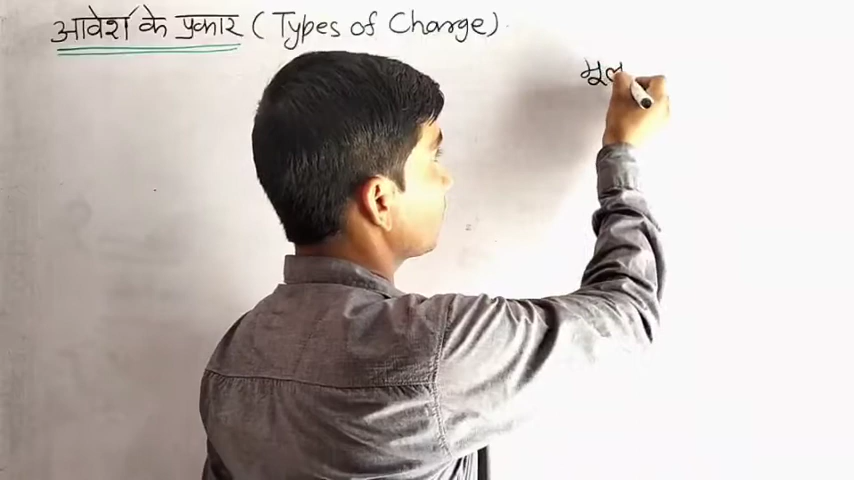 आवेश के प्रकार (Types of Charge)
मूल